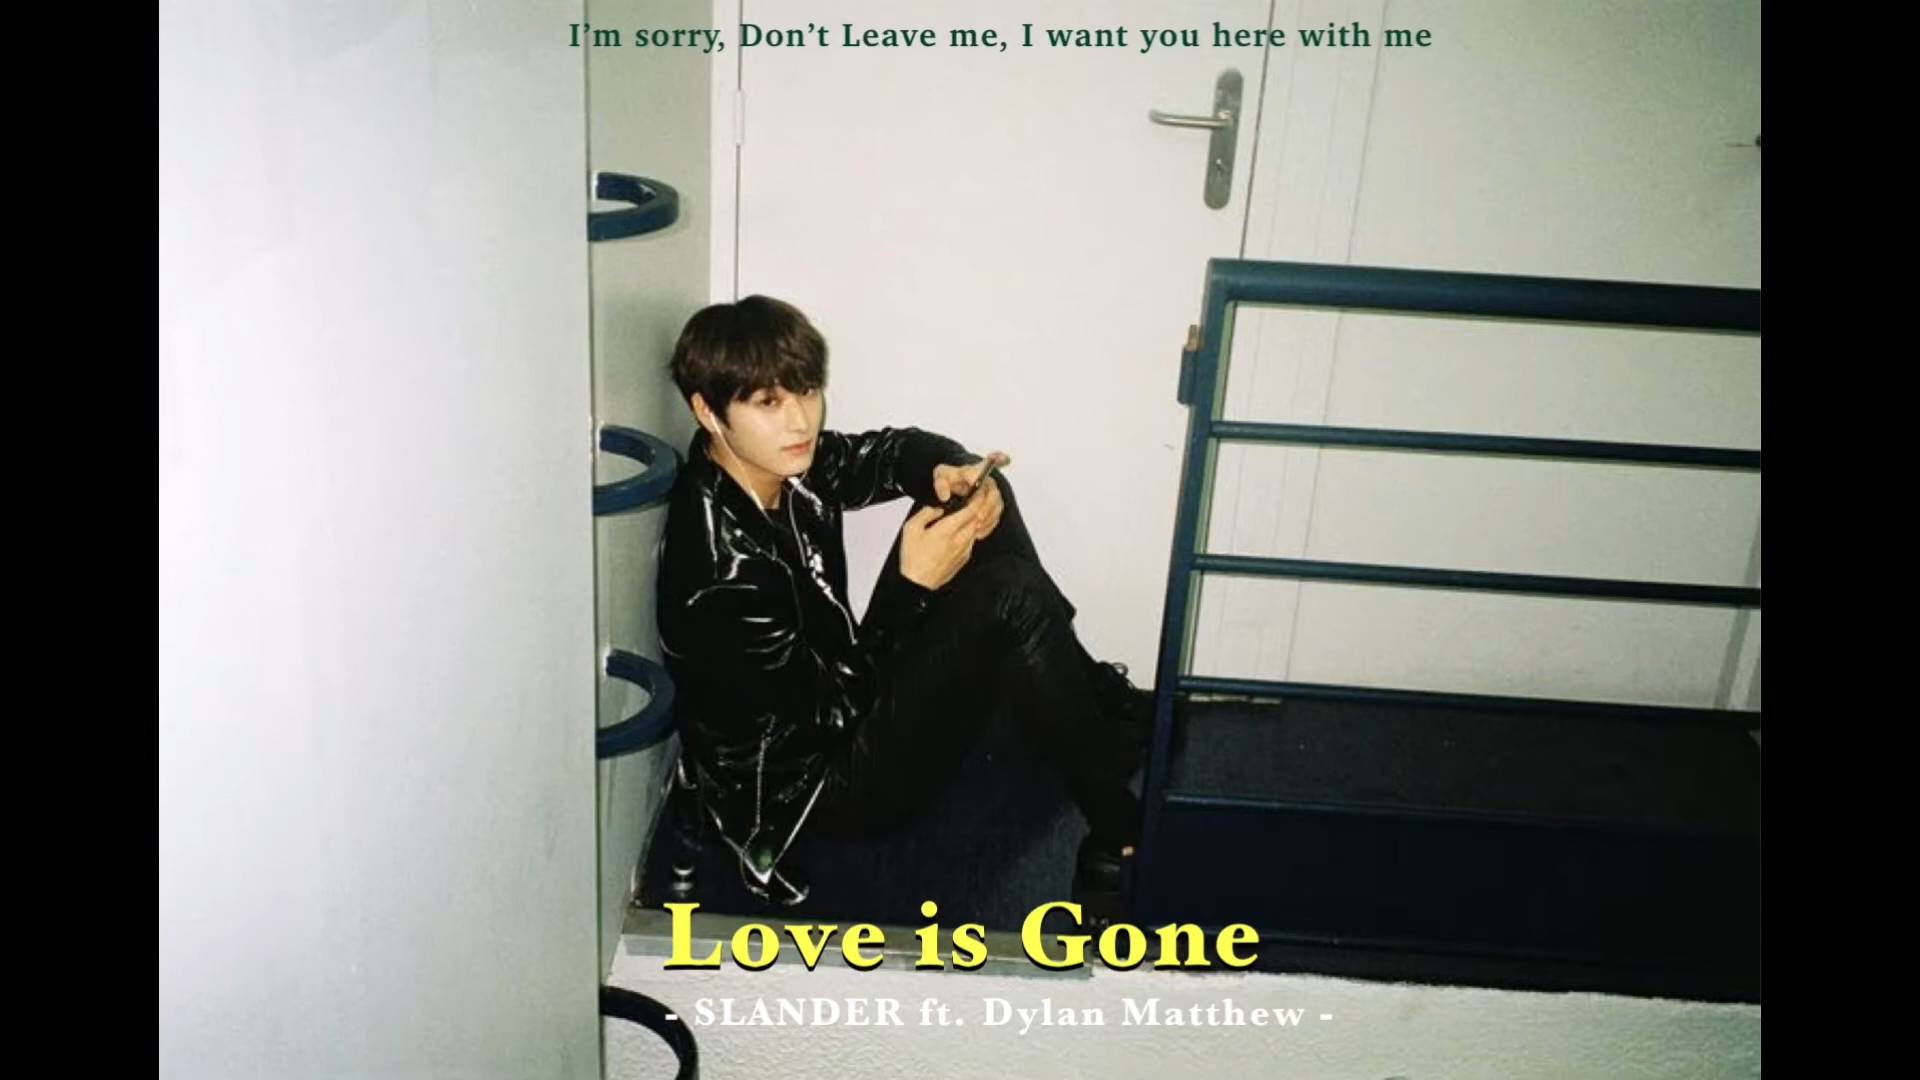 I’m sorry, Don’t Leave me, I want you here with me
Love is Gone
- SLANDER ft. Dylan Matthew -